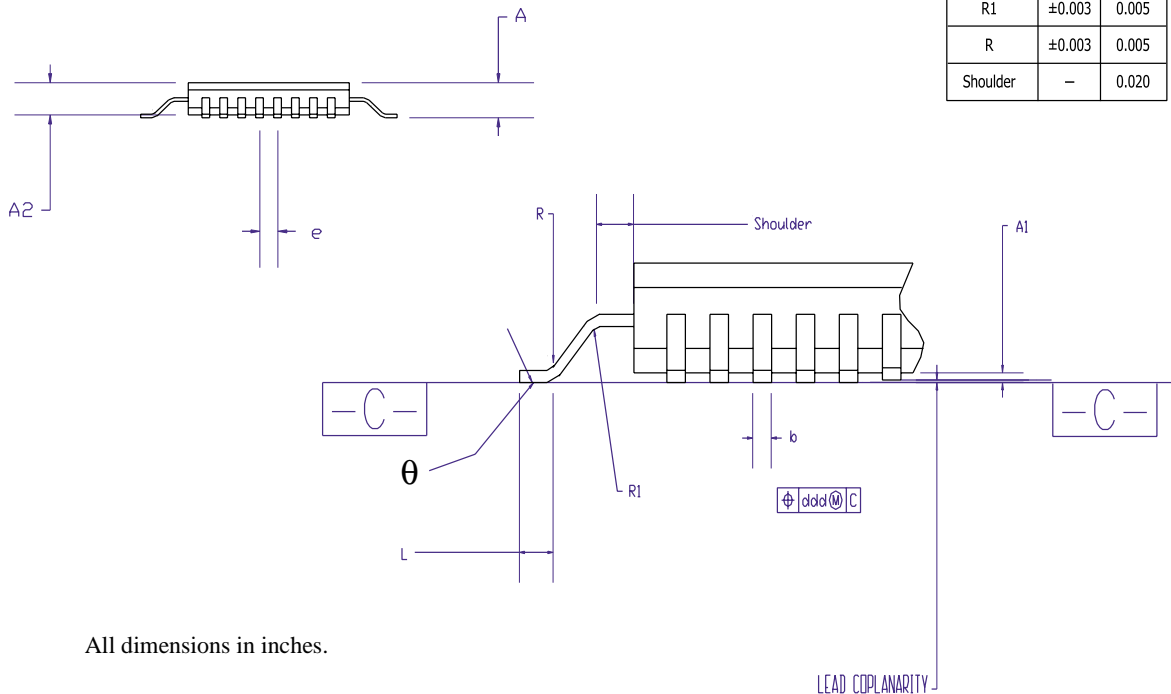 A
R1 ±0.003 0.005
R ±0.003 0.005
Shoulder – 0.020
A2
e
R
Shoulder
A1
-C-
-C-
θ
b
R1
⌖ ddd Ⓜ C
L
All dimensions in inches.
LEAD COPLANARITY